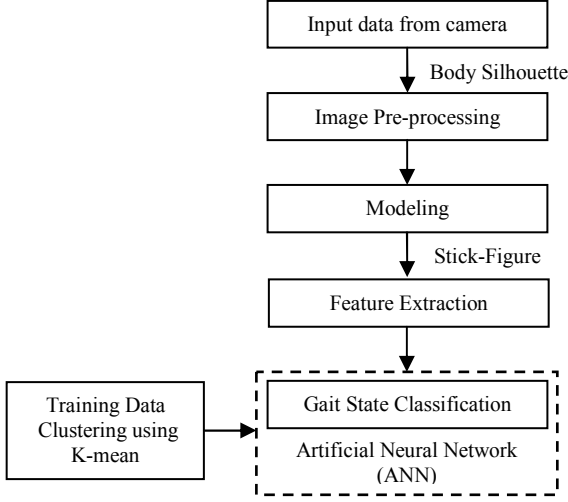 Input data from camera
Body Silhouette
Image Pre-processing
Modeling
Stick-Figure
Feature Extraction
Gait State Classification
Artificial Neural Network
(ANN)
Training Data
Clustering using
K-mean